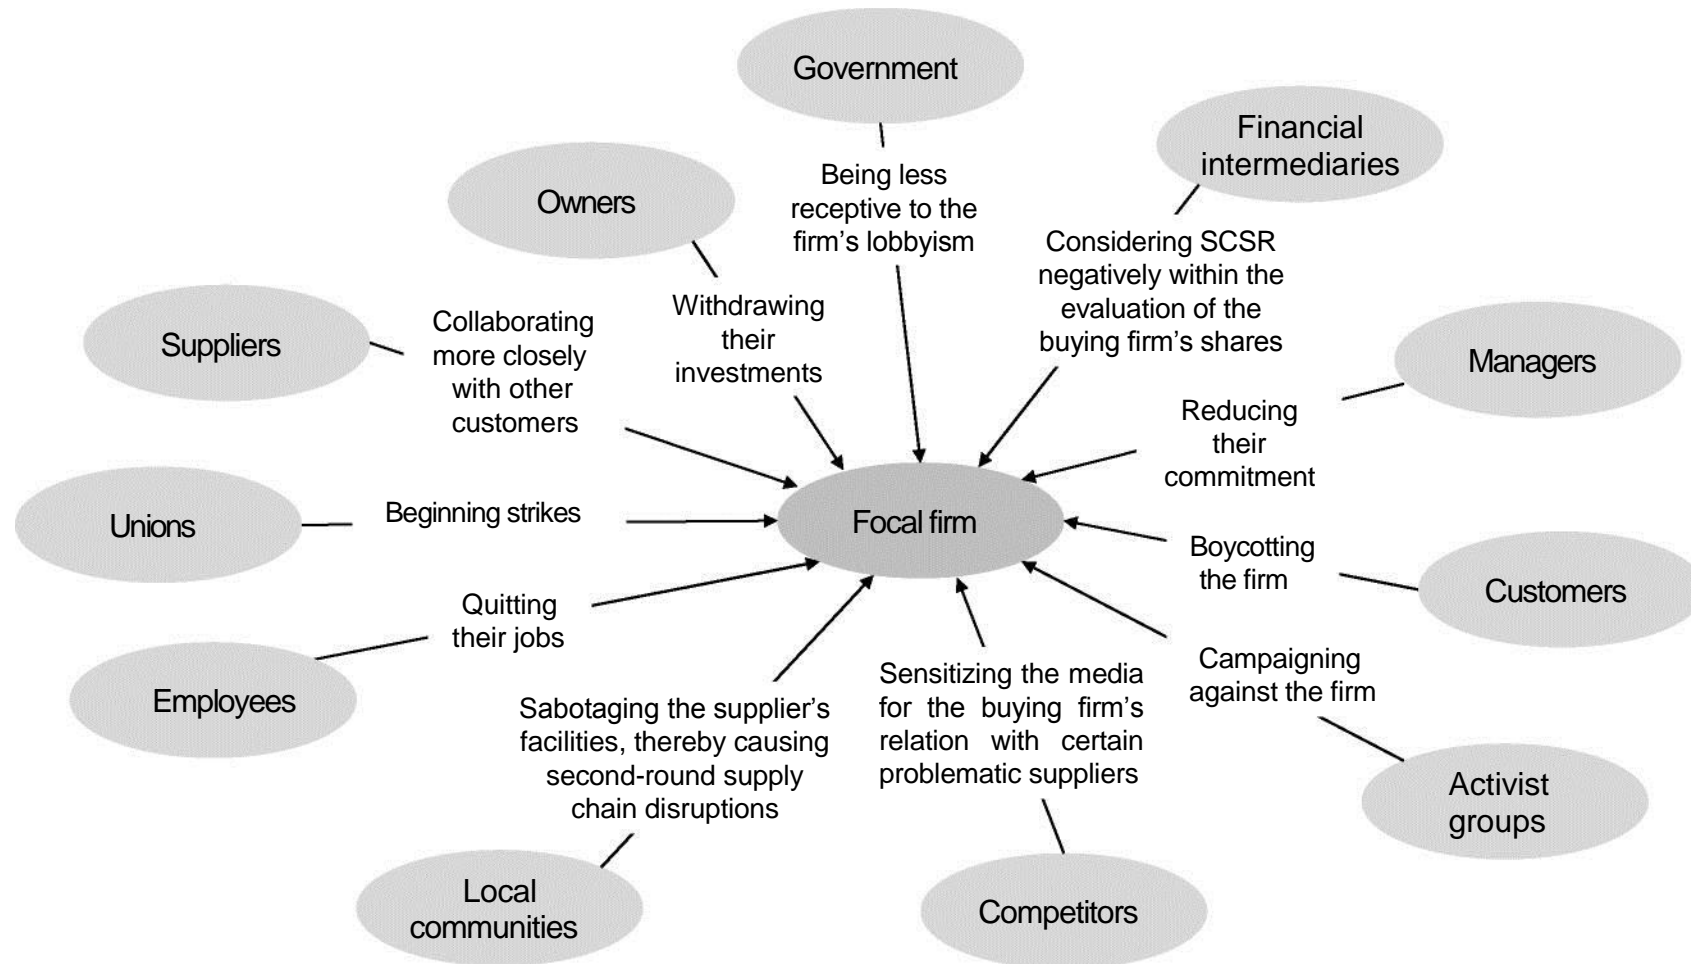 Government
Being less
receptive to the
firm's lobbyism
Financial
intermediaries
Considering SCSR
negatively within the
evaluation of the
buying firm's shares
Owners
Withdrawing
their
investments
Suppliers
Collaborating
more closely
with other
customers
Managers
Reducing
their
commitment
Unions
Beginning strikes
Focal firm
Boycotting
the firm
Customers
Quitting
their jobs
Employees
Campaigning
against the firm
Activist
groups
Sabotaging the supplier's
facilities, thereby causing
second-round supply
chain disruptions
Local
communities
Sensitizing the media
for the buying firm's
relation with certain
problematic suppliers
Competitors